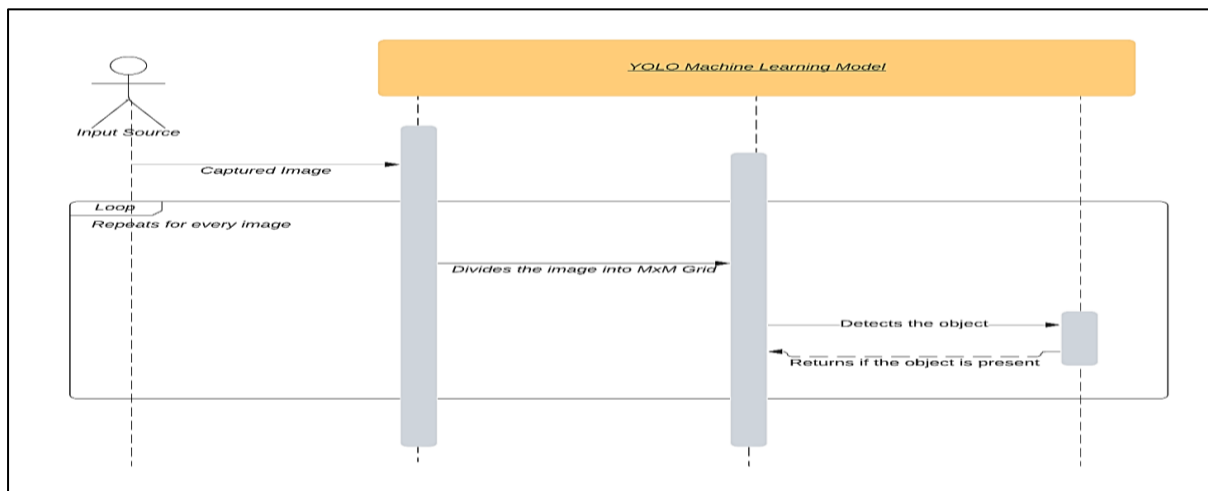 YOLO Machine Learning Model
Input Source
Captured Image
Loop
Repeats for every image
Divides the image into MxM Grid
Detects the object
Returns if the object is present